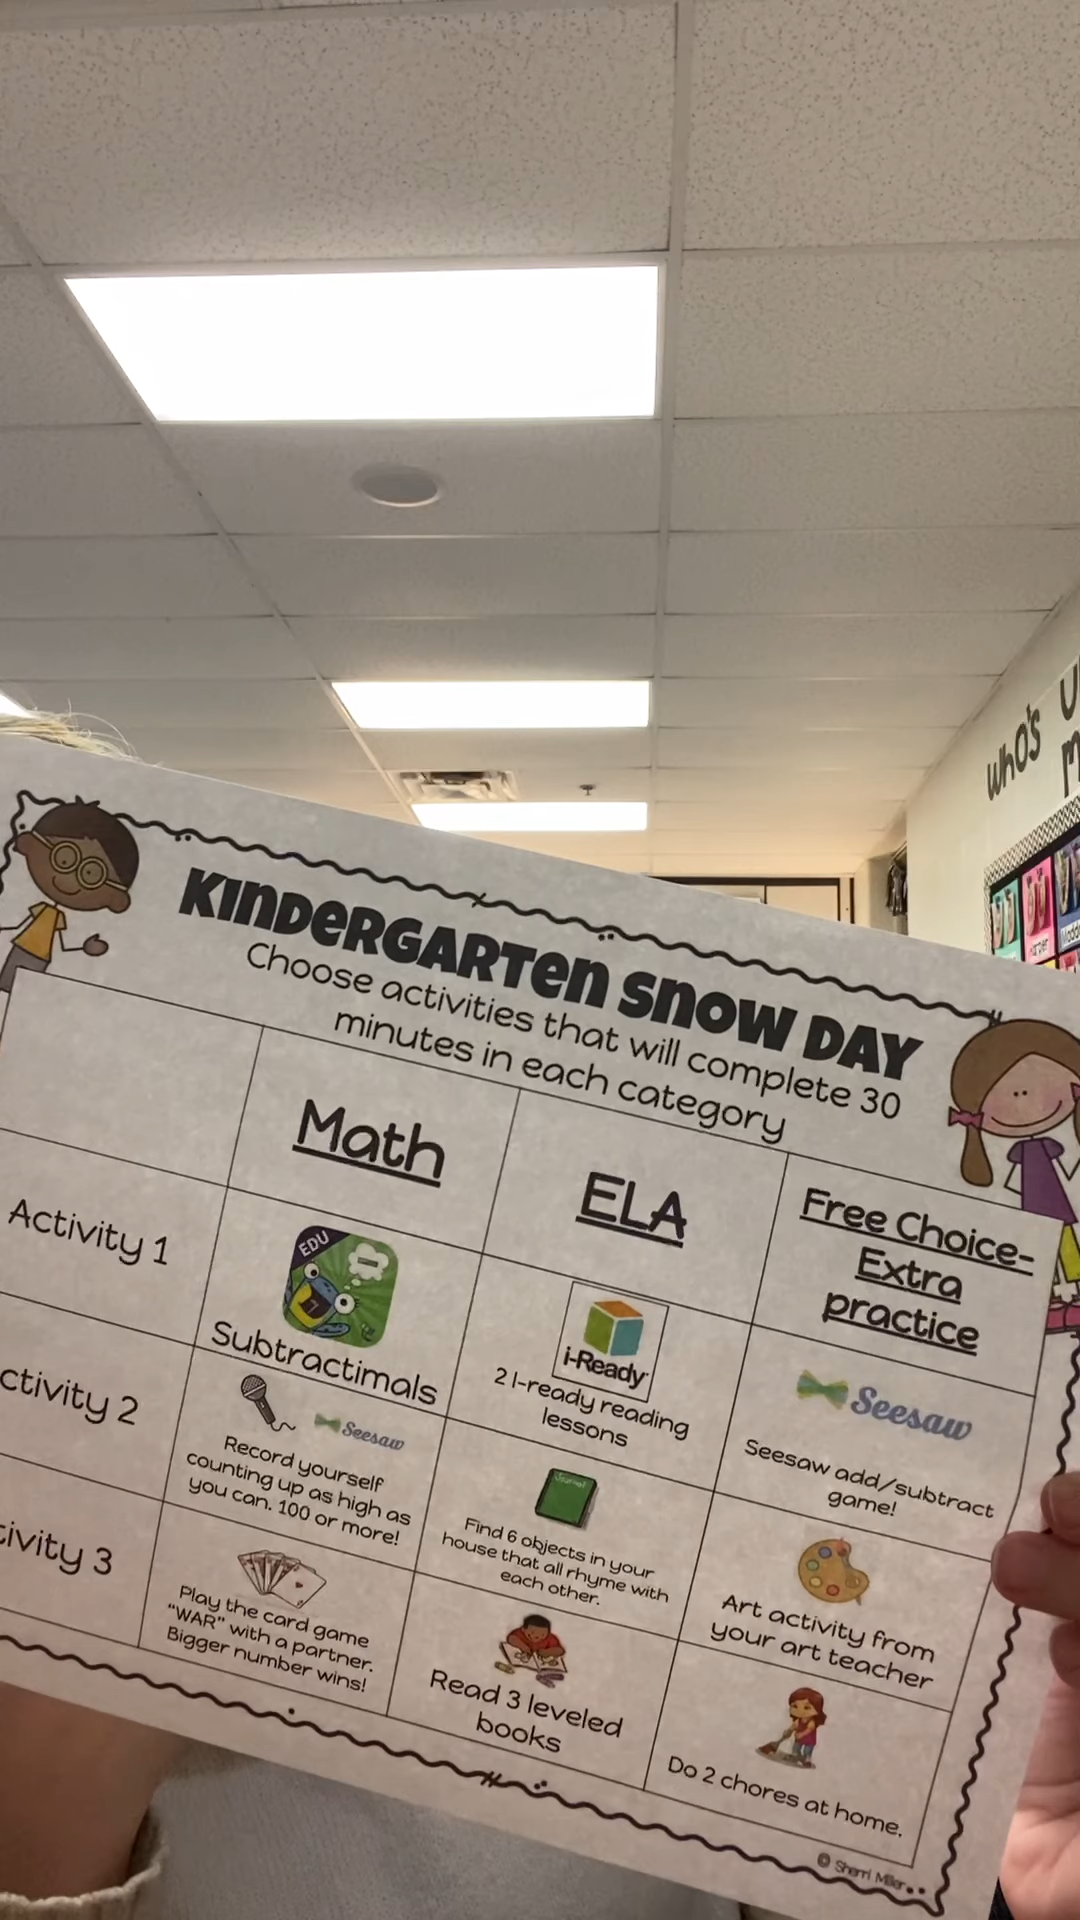 WHO'S
KINDERGARTEN SNOW DAY
Choose activities that will complete 30
minutes in each category
Math
ELA
Free Choice-
Extra
practice
Activity 1
EDU
Subtractimals
i-Ready
2 I-ready reading
lessons
Seesaw
Seesaw add/subtract
game!
ctivity 2
Seesaw
Record yourself
counting up as high as
you can. 100 or more!
Journal
Find 6 objects in your
house that all rhyme with
each other.
Art activity from
your art teacher
tivity 3
Play the card game
"WAR" with a partner.
Bigger number wins!
Read 3 leveled
books
Do 2 chores at home.
© Sherri Miller